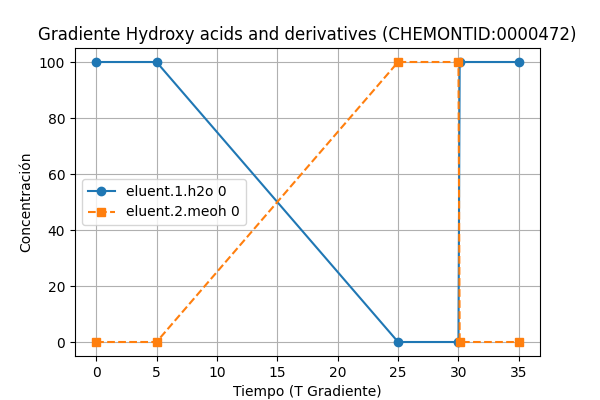 Gradiente Hydroxy acids and derivatives (CHEMONTID:0000472)
100
80
60
40
20
0
Concentración
eluent.1.h2o 0
eluent.2.meoh 0
0 5 10 15 20 25 30 35
Tiempo (T Gradiente)